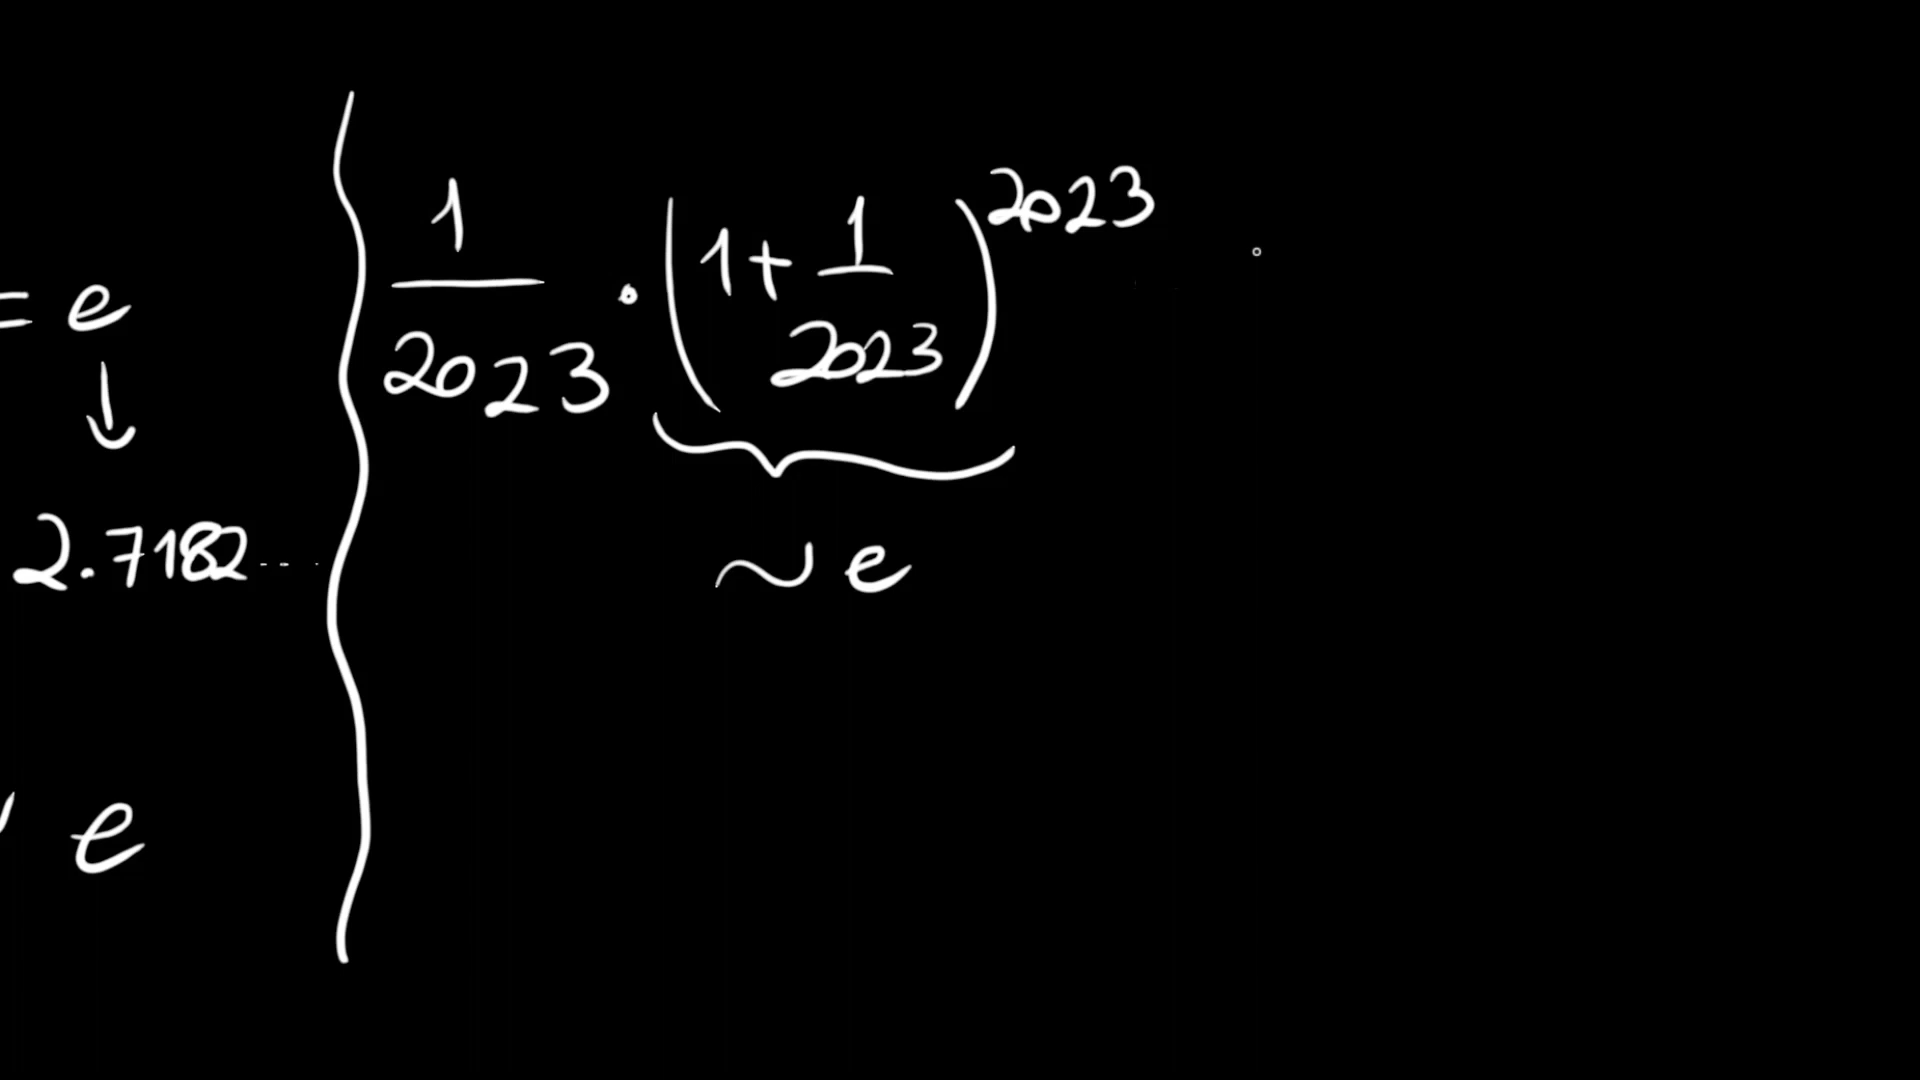 = e
↓
2.7182...
e
1/2023 · (1+1/2023)^2023
~ e